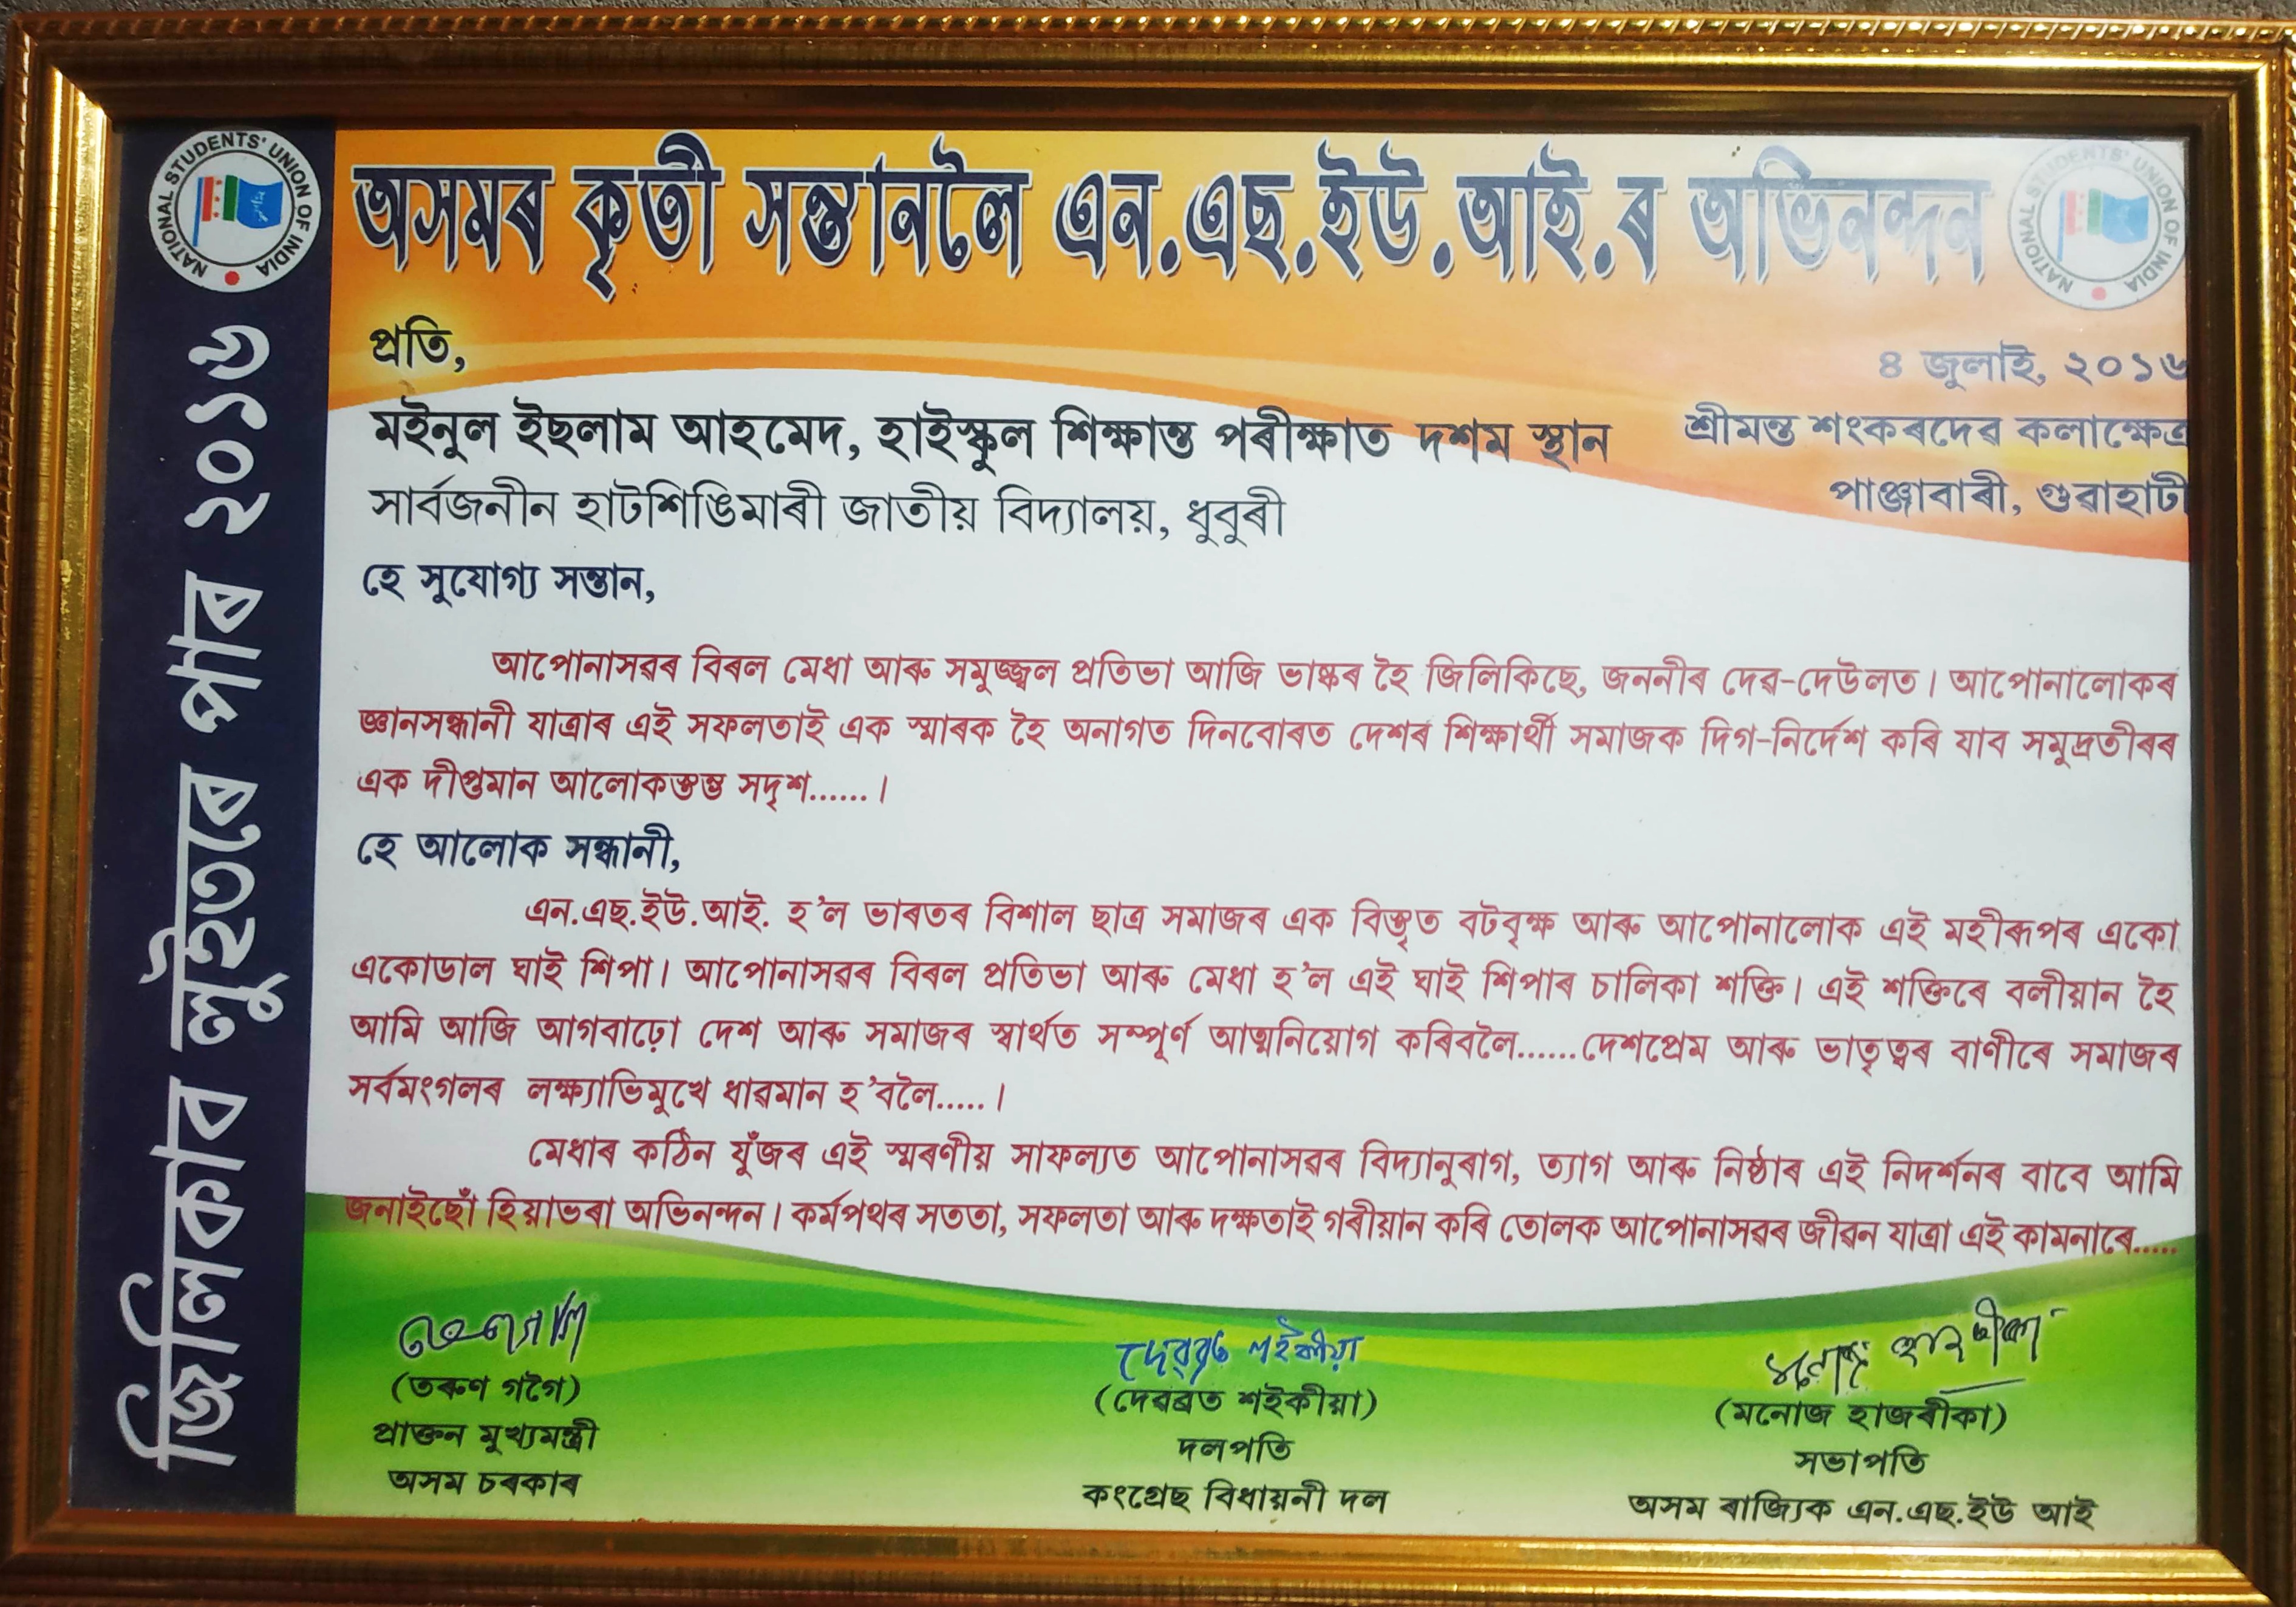 NATIONAL STUDENTS' UNION OF INDIA
অসমৰ কৃতী সন্তানলৈ এন.এছ.ইউ.আই.ৰ অভিনন্দন
NATIONAL STUDENTS' UNION OF INDIA
জিলিকাব লুইতৰে পাৰ ২০১৬
প্ৰতি,
৪ জুলাই, ২০১৬
শ্ৰীমন্ত শংকৰদেৱ কলাক্ষেত্ৰ
পাঞ্জাবাৰী, গুৱাহাটী
মইনুল ইছলাম আহমেদ, হাইস্কুল শিক্ষান্ত পৰীক্ষাত দশম স্থান
সাৰ্বজনীন হাটশিঙিমাৰী জাতীয় বিদ্যালয়, ধুবুৰী
হে সুযোগ্য সন্তান,
আপোনাসৱৰ বিৰল মেধা আৰু সমুজ্জ্বল প্ৰতিভা আজি ভাস্কৰ হৈ জিলিকিছে, জননীৰ দেৱ-দেউলত। আপোনালোকৰ
জ্ঞানসন্ধানী যাত্ৰাৰ এই সফলতাই এক স্মাৰক হৈ অনাগত দিনবোৰত দেশৰ শিক্ষাৰ্থী সমাজক দিগ-নিৰ্দেশ কৰি যাব সমুদ্ৰতীৰৰ
এক দীপ্তমান আলোকস্তম্ভ সদৃশ......।
হে আলোক সন্ধানী,
এন.এছ.ইউ.আই. হ'ল ভাৰতৰ বিশাল ছাত্ৰ সমাজৰ এক বিস্তৃত বটবৃক্ষ আৰু আপোনালোক এই মহীৰূপৰ একো
একোডাল ঘাই শিপা। আপোনাসৱৰ বিৰল প্ৰতিভা আৰু মেধা হ'ল এই ঘাই শিপাৰ চালিকা শক্তি। এই শক্তিৰে বলীয়ান হৈ
আমি আজি আগবাঢ়ো দেশ আৰু সমাজৰ স্বাৰ্থত সম্পূৰ্ণ আত্মনিয়োগ কৰিবলৈ......দেশপ্ৰেম আৰু ভাতৃত্বৰ বাণীৰে সমাজৰ
সৰ্বমংগলৰ লক্ষ্যাভিমুখে ধাৱমান হ'বলৈ.....।
মেধাৰ কঠিন যুঁজৰ এই স্মৰণীয় সাফল্যত আপোনাসৱৰ বিদ্যানুৰাগ, ত্যাগ আৰু নিষ্ঠাৰ এই নিদৰ্শনৰ বাবে আমি
জনাইছোঁ হিয়াভৰা অভিনন্দন। কৰ্মপথৰ সততা, সফলতা আৰু দক্ষতাই গৰীয়ান কৰি তোলক আপোনাসৱৰ জীৱন যাত্ৰা এই কামনাৰে.....
দেৱব্ৰত শইকীয়া
মনোজ হাজৰীকা
(তৰুণ গগৈ)
প্ৰাক্তন মুখ্যমন্ত্ৰী
অসম চৰকাৰ
(দেৱব্ৰত শইকীয়া)
দলপতি
কংগ্ৰেছ বিধায়নী দল
(মনোজ হাজৰীকা)
সভাপতি
অসম ৰাজ্যিক এন.এছ.ইউ আই